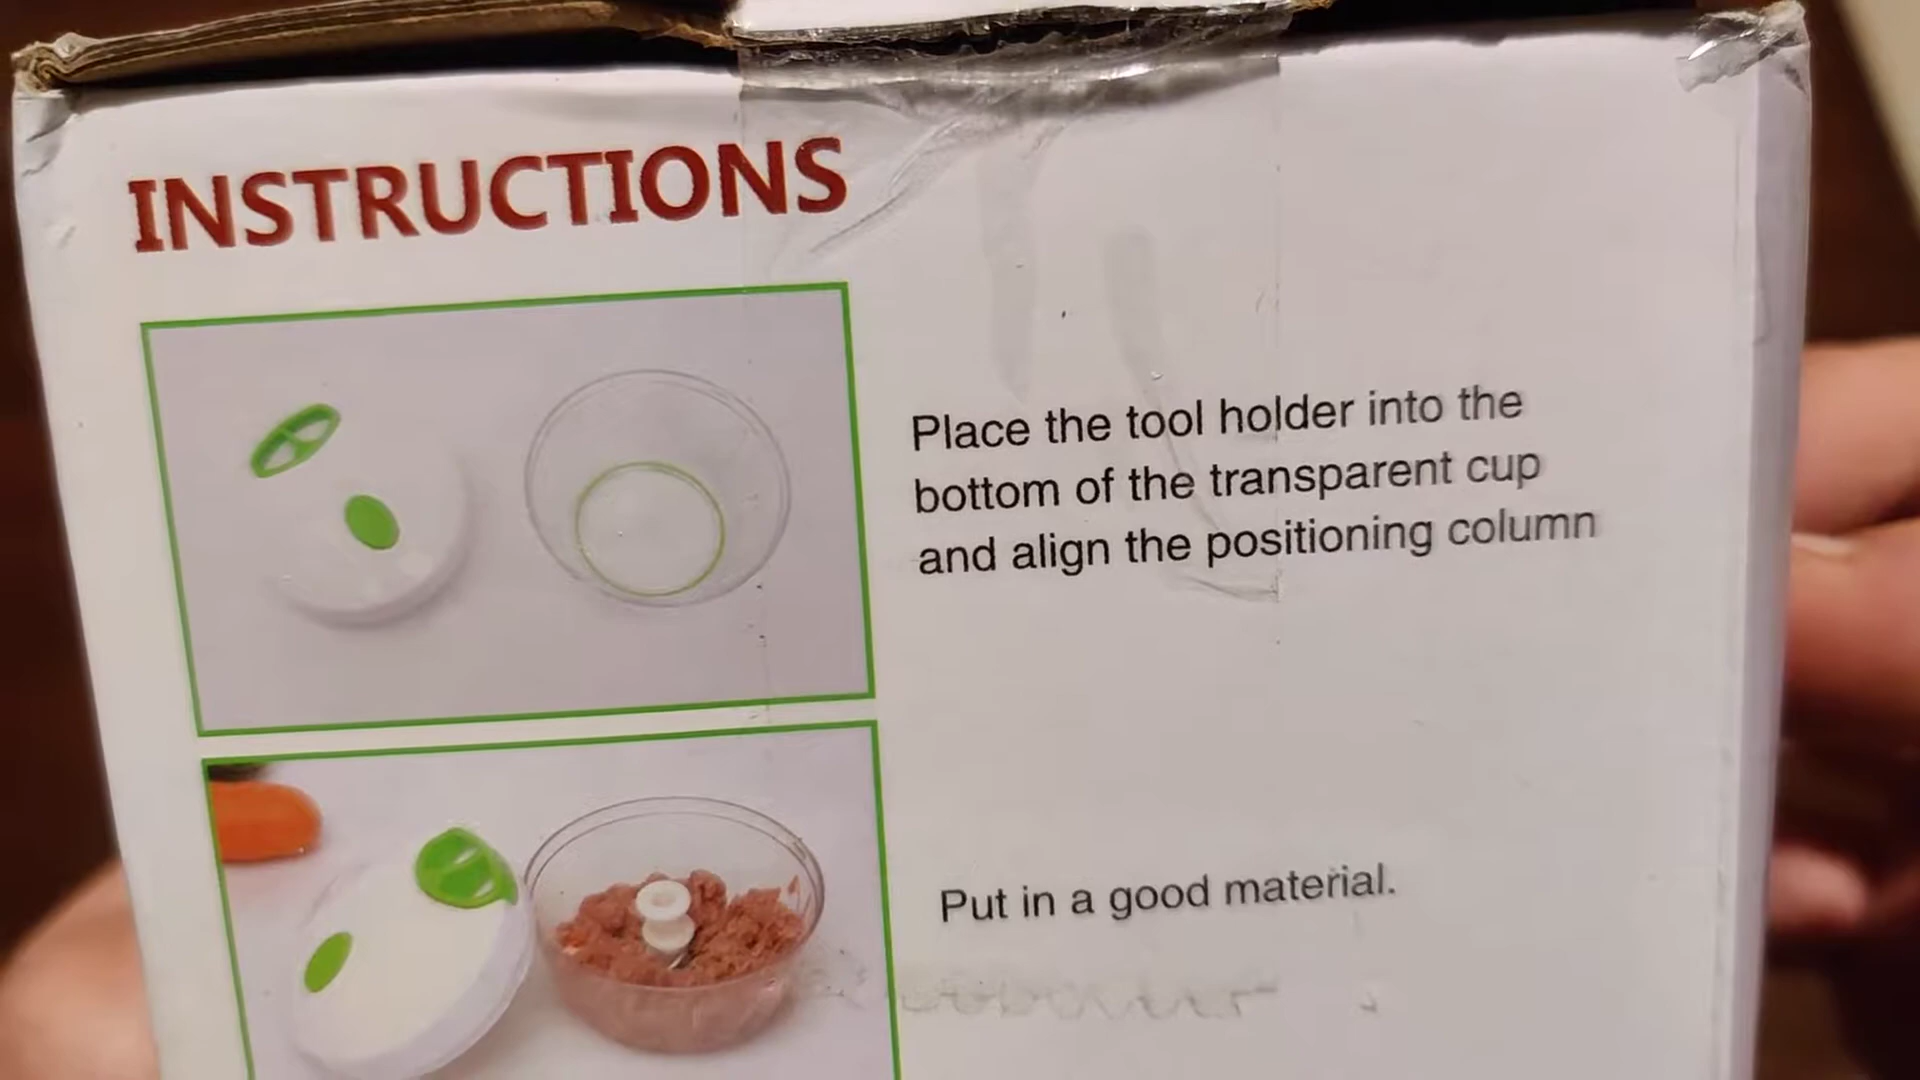 INSTRUCTIONS
Place the tool holder into the
bottom of the transparent cup
and align the positioning column
Put in a good material.